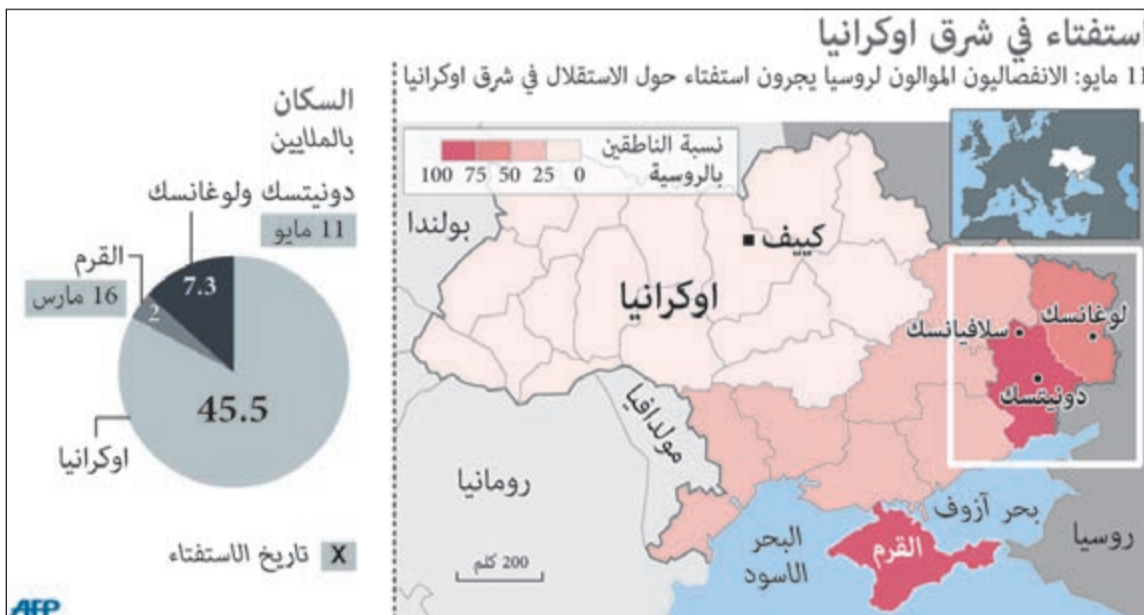 استفتاء في شرق اوكرانيا
11 مايو: الانفصاليون الموالون لروسيا يجرون استفتاء حول الاستقلال في شرق اوكرانيا
نسبة الناطقين
بالروسية
0 25 50 75 100
بولندا
كييف
اوكرانيا
لوغانسك
سلافيانسك
دونيتسك
مولدافيا
رومانيا
بحر آزوف
روسيا
البحر
الاسود
القرم
200 كلم
السكان
بالملايين
دونيتسك ولوغانسك
11 مايو
القرم
16 مارس
7.3
2
45.5
اوكرانيا
X تاريخ الاستفتاء
AFP